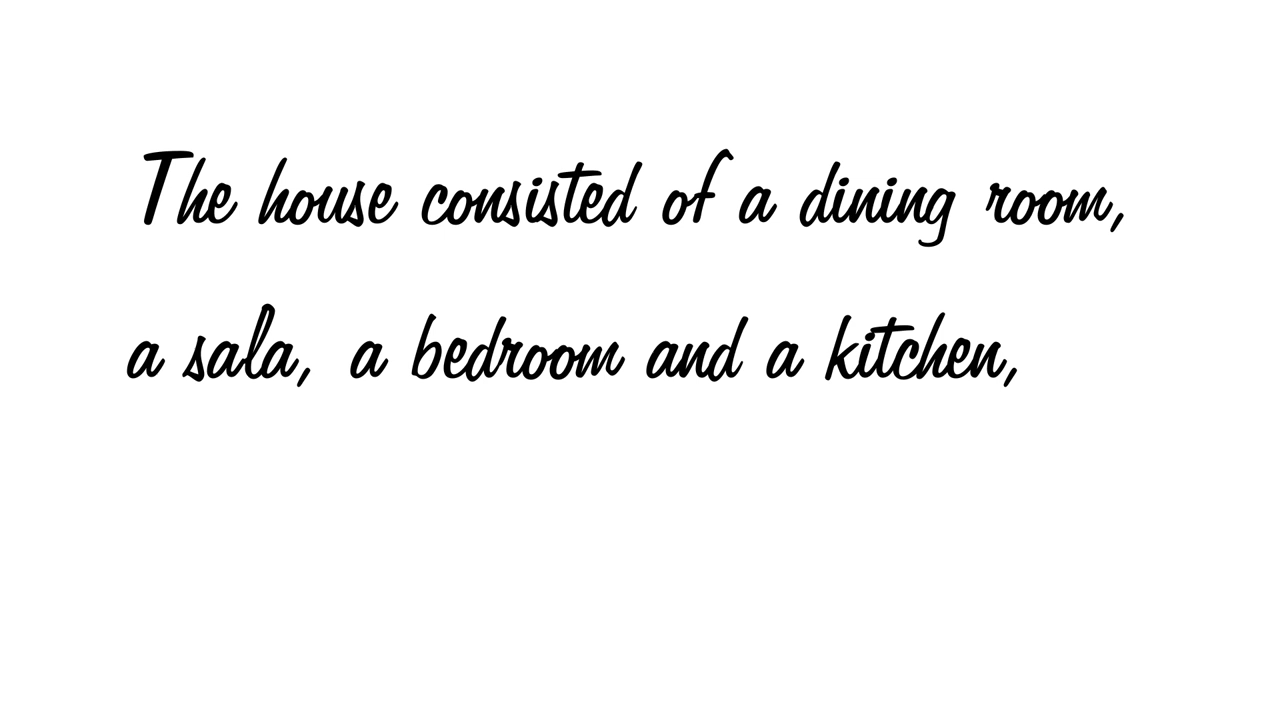 The house consisted of a dining room,
a sala, a bedroom and a kitchen,